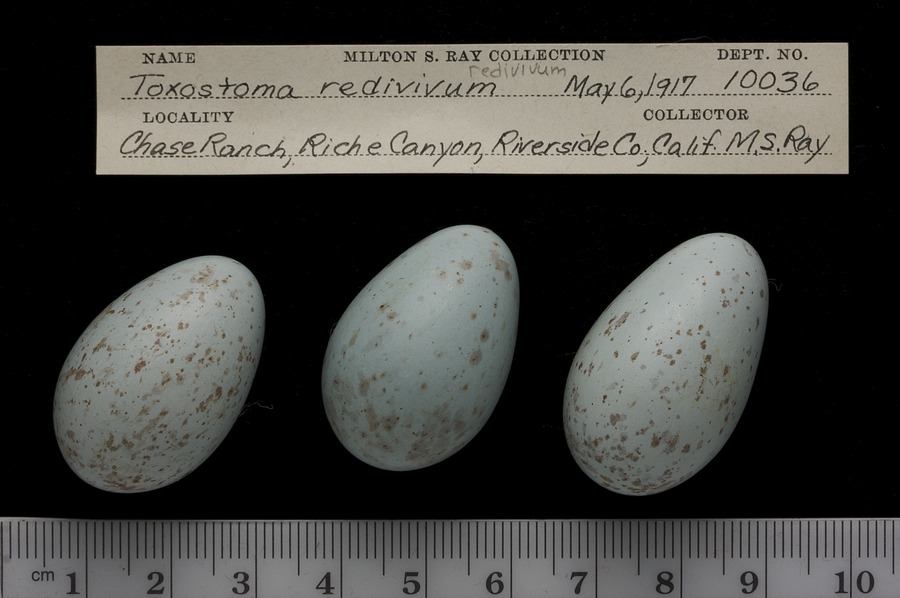 NAME MILTON S. RAY COLLECTION DEPT. NO.
redivivum
Toxostoma redivivum May 6, 1917 10036
LOCALITY COLLECTOR
Chase Ranch, Riche Canyon, Riverside Co., Calif. M.S. Ray
cm 1 2 3 4 5 6 7 8 9 10